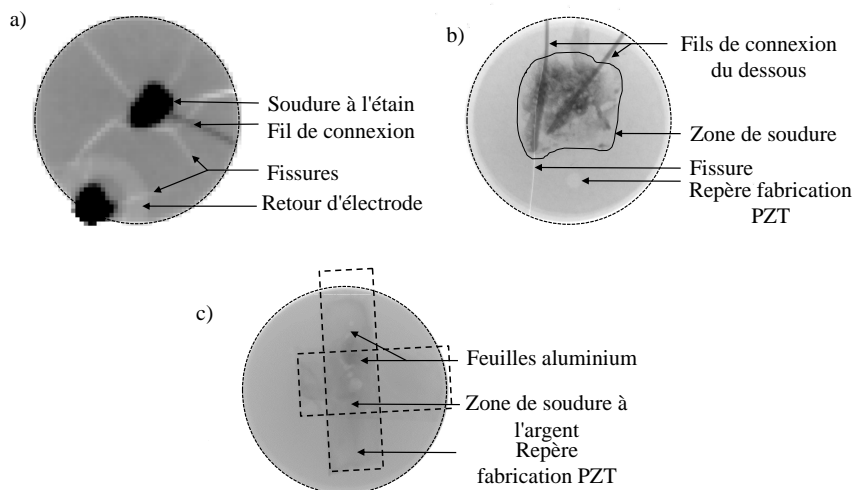 a)
Soudure à l'étain
Fil de connexion
Fissures
Retour d'électrode
b)
Fils de connexion
du dessous
Zone de soudure
Fissure
Repère fabrication
PZT
c)
Feuilles aluminium
Zone de soudure à
l'argent
Repère
fabrication PZT